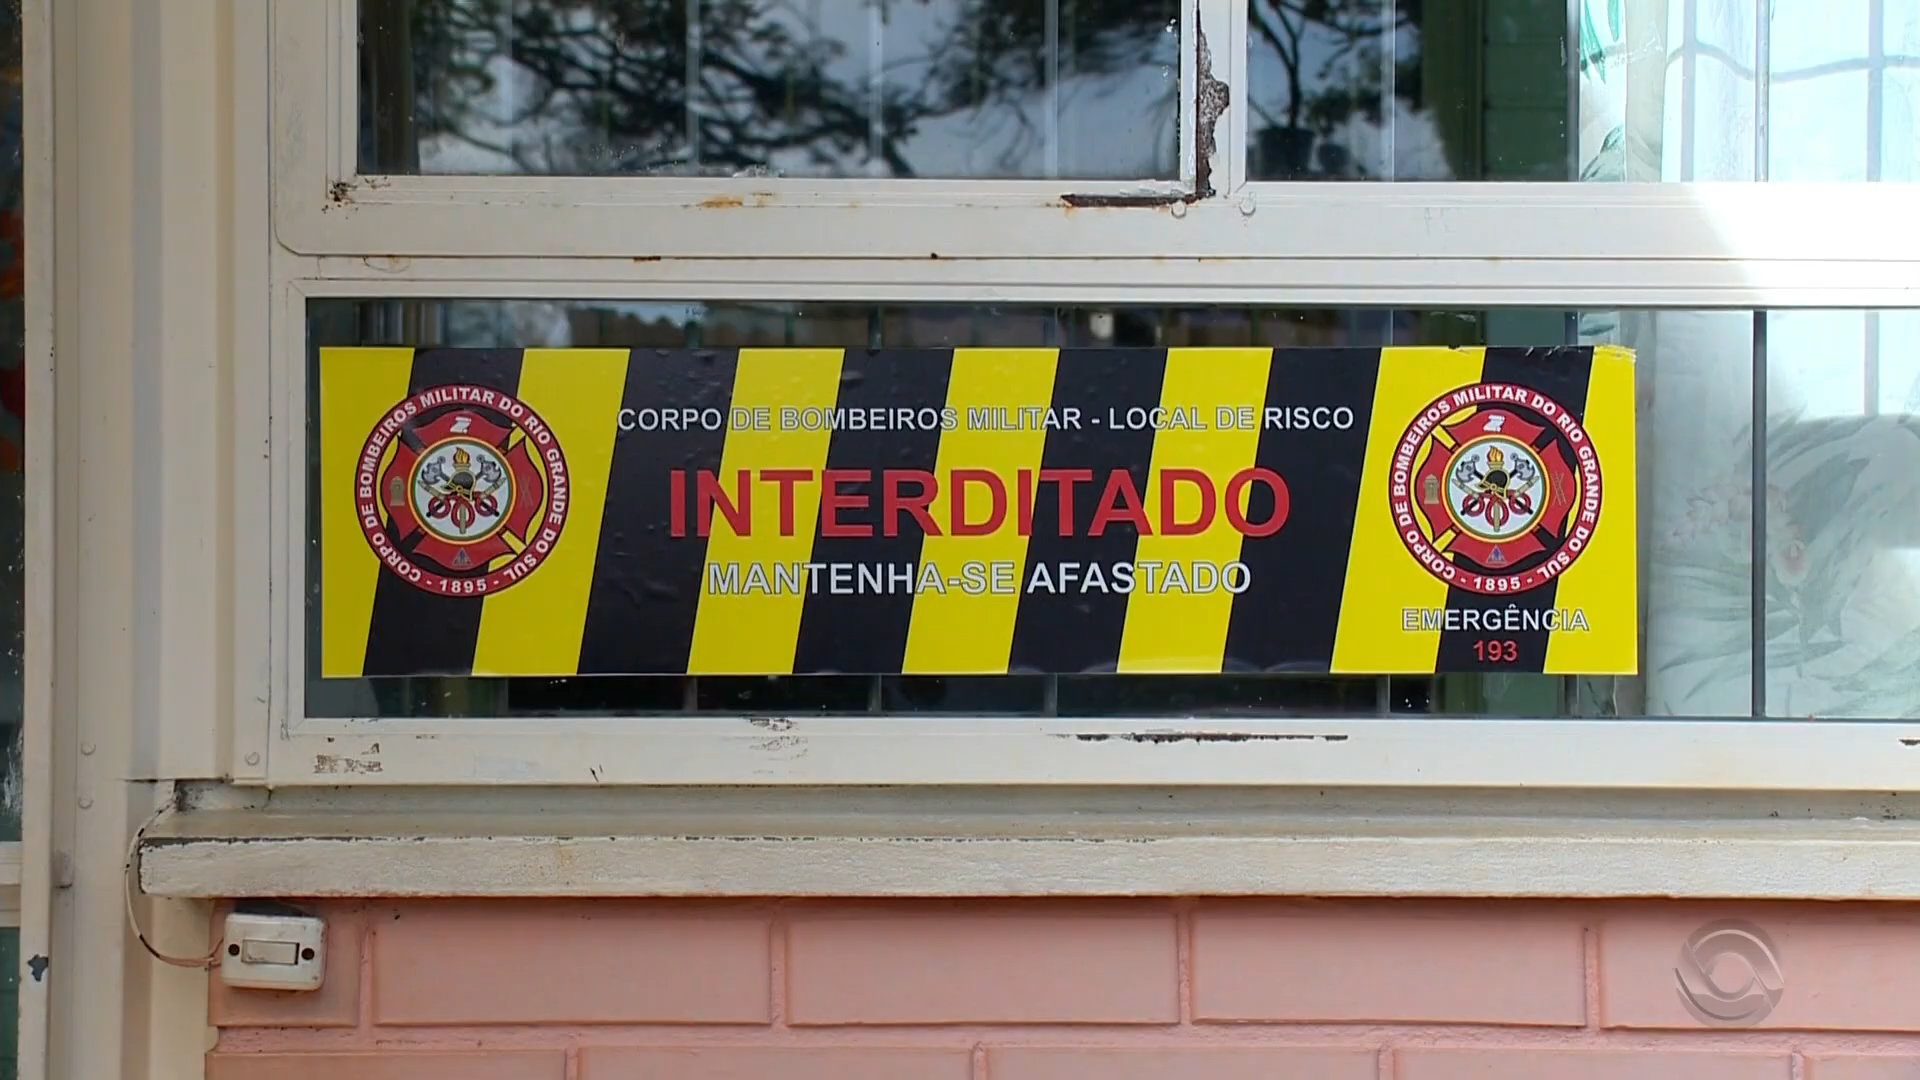 CORPO DE BOMBEIROS MILITAR DO RIO GRANDE DO SUL
- 1895 -
CORPO DE BOMBEIROS MILITAR - LOCAL DE RISCO
INTERDITADO
MANTENHA-SE AFASTADO
CORPO DE BOMBEIROS MILITAR DO RIO GRANDE DO SUL
- 1895 -
EMERGÊNCIA
193